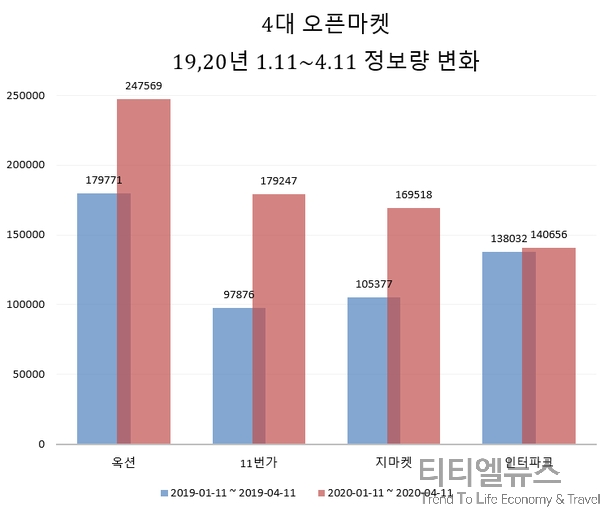 4대 오픈마켓
19,20년 1.11~4.11 정보량 변화
250000
200000
150000
100000
50000
0
179771
247569
97876
179247
105377
169518
138032
140656
옥션
11번가
지마켓
인터파크
2019-01-11 ~ 2019-04-11
2020-01-11 ~ 2020-04-11
티티엘뉴스
Trend To Life Economy & Travel